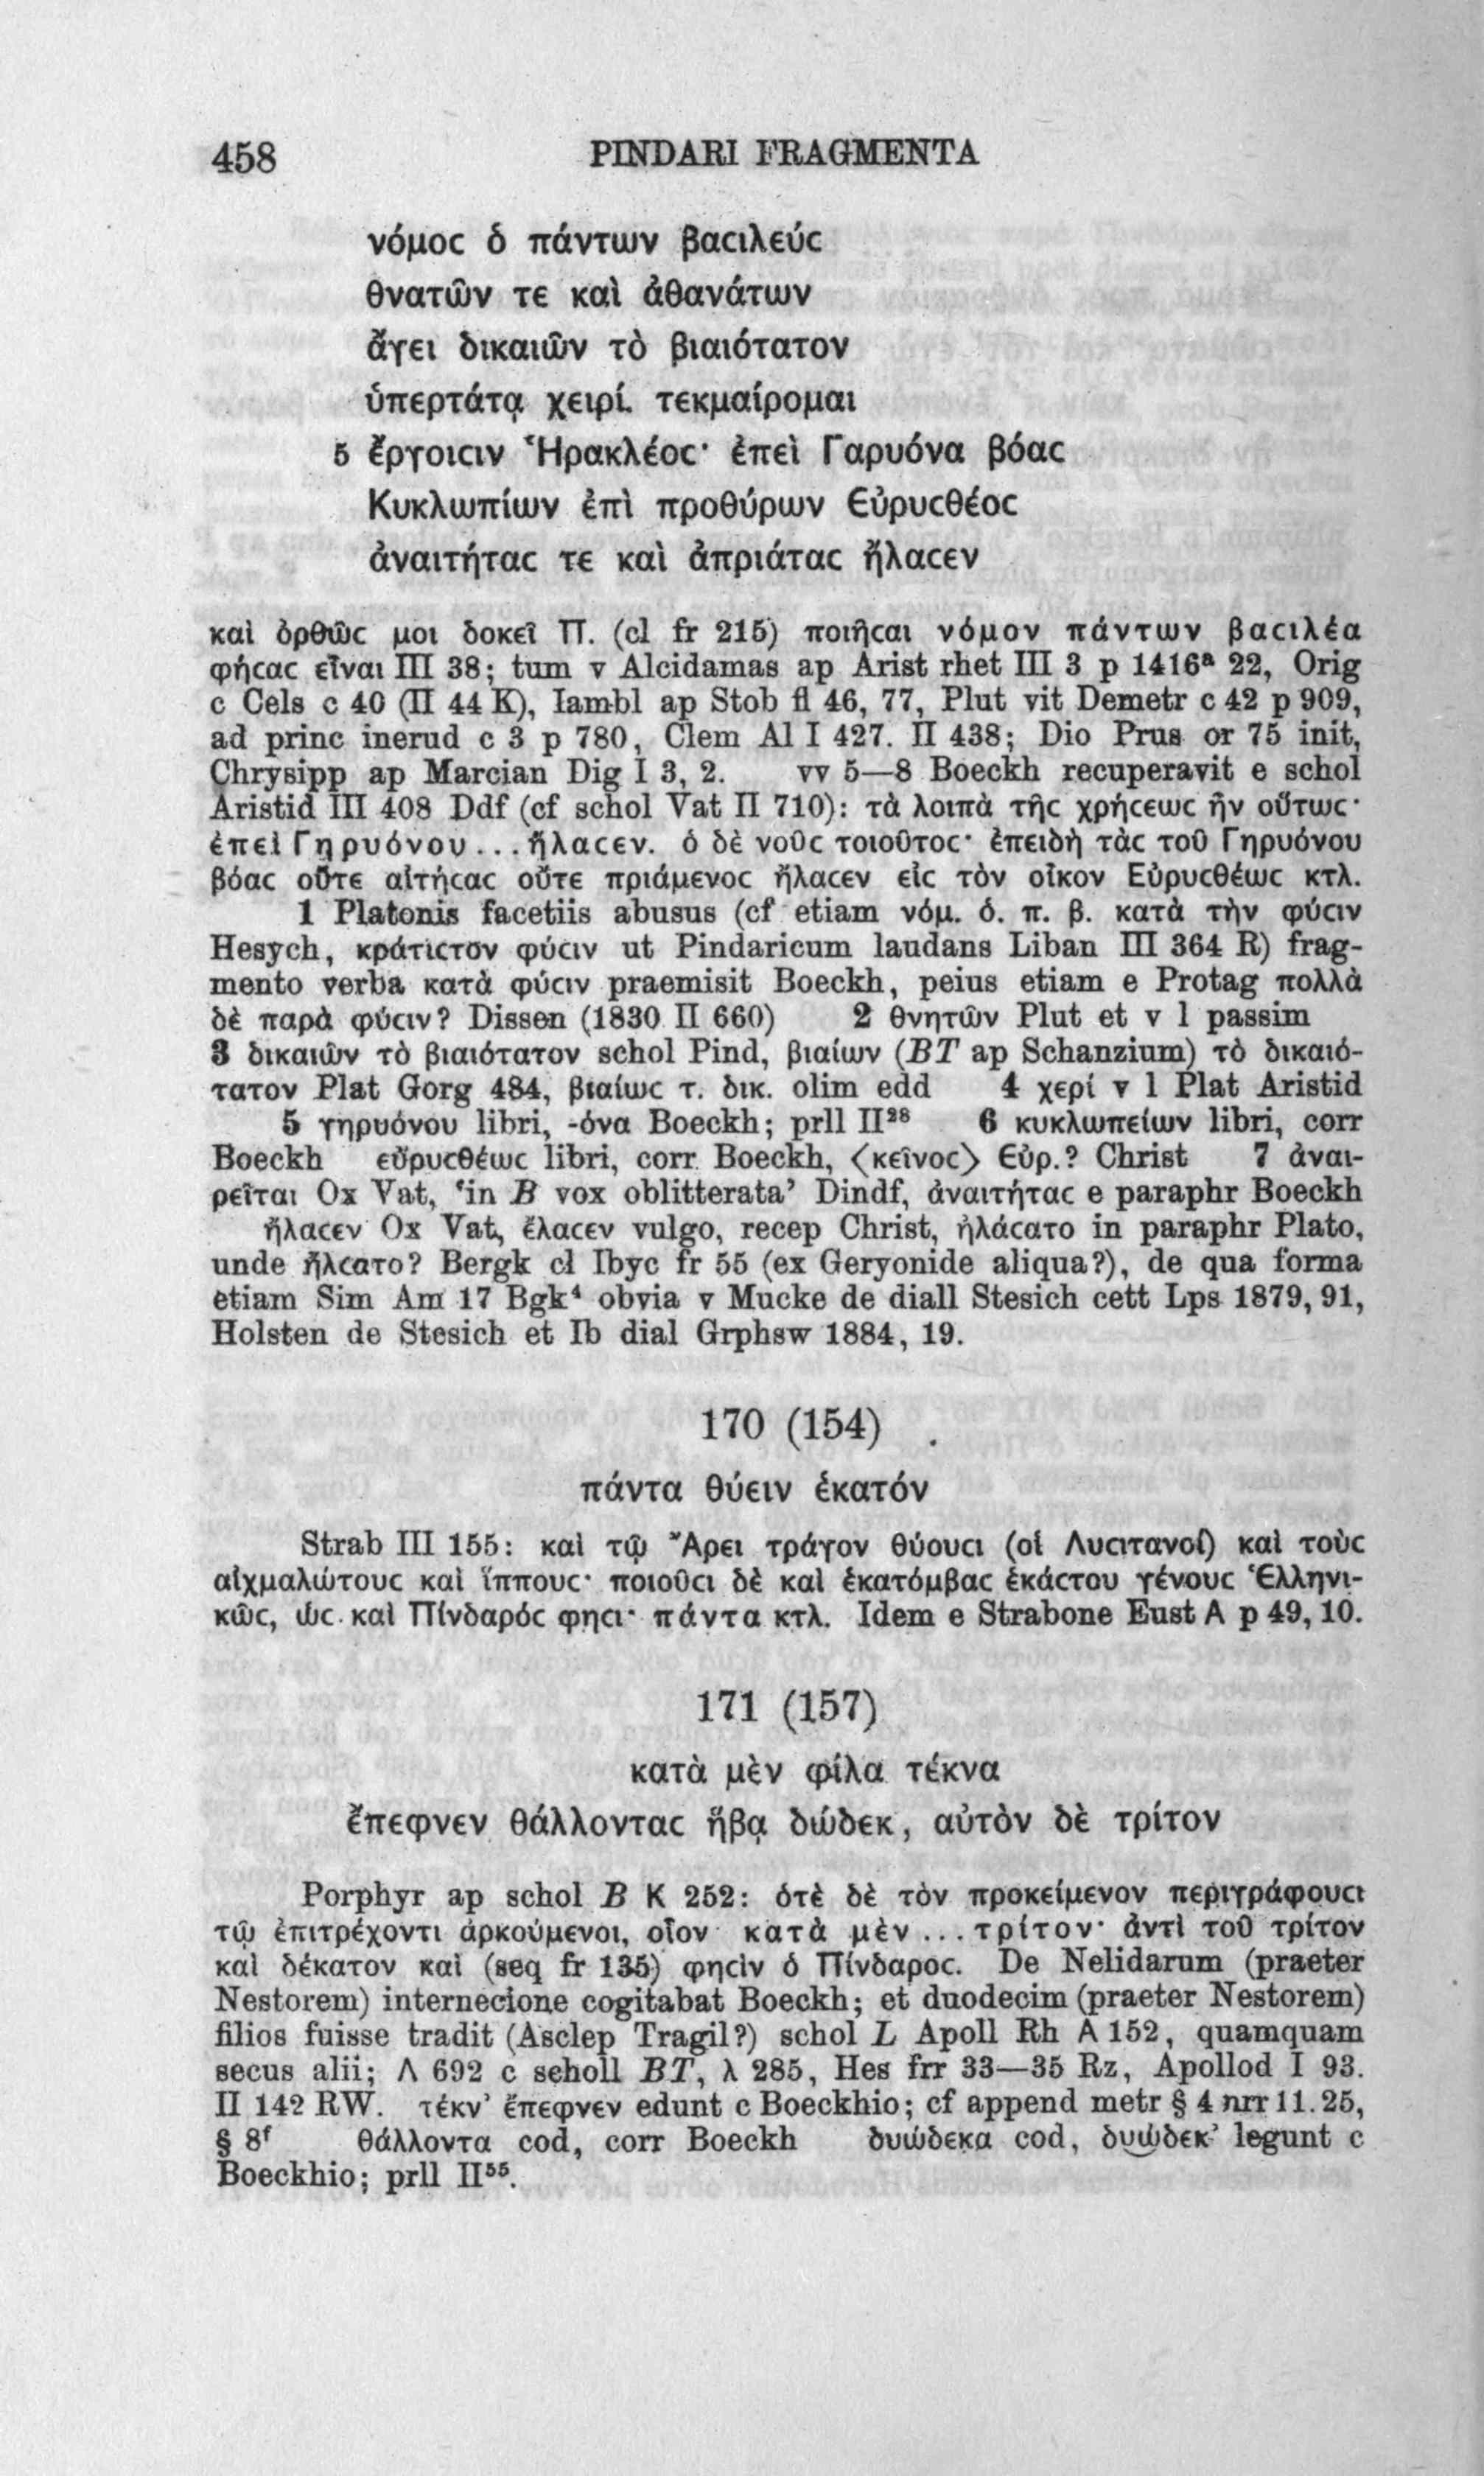 458 PINDARI FRAGMENTA
νόμοϲ ὁ πάντων βαϲιλεύϲ
θνατῶν τε καὶ ἀθανάτων
ἄγει δικαιῶν τὸ βιαιότατον
ὑπερτάτᾳ χειρί. τεκμαίρομαι
5 ἔργοιϲιν Ἡρακλέοϲ· ἐπεὶ Γαρυόνα βόαϲ
Κυκλωπίων ἐπὶ προθύρων Εὐρυϲθέοϲ
ἀναιτήταϲ τε καὶ ἀπριάταϲ ἤλαϲεν
καὶ ὀρθῶϲ μοι δοκεῖ Π. (cl fr 215) ποιῆϲαι νόμον πάντων βαϲιλέα
φήϲαϲ εἶναι III 38; tum v Alcidamas ap Arist rhet III 3 p 1416ᵃ 22, Orig
c Cels c 40 (II 44 K), Iambl ap Stob fl 46, 77, Plut vit Demetr c 42 p 909,
ad princ inerud c 3 p 780, Clem Al I 427. II 438; Dio Prus or 75 init,
Chrysipp ap Marcian Dig I 3, 2. vv 5—8 Boeckh recuperavit e schol
Aristid III 408 Ddf (cf schol Vat II 710): τὰ λοιπὰ τῆϲ χρήϲεωϲ ἦν οὕτωϲ·
ἐπεὶ Γηρυόνου ... ἤλαϲεν. ὁ δὲ νοῦϲ τοιοῦτοϲ· ἐπειδὴ τὰϲ τοῦ Γηρυόνου
βόαϲ οὔτε αἰτήϲαϲ οὔτε πριάμενοϲ ἤλαϲεν εἰϲ τὸν οἶκον Εὐρυϲθέωϲ κτλ.
1 Platonis facetiis abusus (cf etiam νόμ. ὁ. π. β. κατὰ τὴν φύϲιν
Hesych, κράτιϲτον φύϲιν ut Pindaricum laudans Liban III 364 R) frag-
mento verba κατὰ φύϲιν praemisit Boeckh, peius etiam e Protag πολλὰ
δὲ παρὰ φύϲιν? Dissen (1830 II 660) 2 θνητῶν Plut et v l passim
3 δικαιῶν τὸ βιαιότατον schol Pind, βιαίων (BT ap Schanzium) τὸ δικαιό-
τατον Plat Gorg 484, βιαίωϲ τ. δικ. olim edd 4 χερί v l Plat Aristid
5 γηρυόνου libri, -όνα Boeckh; prll II²⁸ 6 κυκλωπείων libri, corr
Boeckh εὐρυϲθέωϲ libri, corr Boeckh, ⟨κεῖνοϲ⟩ Εὐρ.? Christ 7 ἀναι-
ρεῖται Ox Vat, ‘in B vox oblitterata’ Dindf, ἀναιτήταϲ e paraphr Boeckh
ἤλαϲεν Ox Vat, ἔλαϲεν vulgo, recep Christ, ἠλάϲατο in paraphr Plato,
unde ἤλϲατο? Bergk cl Ibyc fr 55 (ex Geryonide aliqua?), de qua forma
etiam Sim Am 17 Bgk⁴ obvia v Mucke de diall Stesich cett Lps 1879, 91,
Holsten de Stesich et Ib dial Grphsw 1884, 19.
170 (154)
πάντα θύειν ἑκατόν
Strab III 155: καὶ τῷ Ἄρει τράγον θύουϲι (οἱ Λυϲιτανοί) καὶ τοὺϲ
αἰχμαλώτουϲ καὶ ἵππουϲ· ποιοῦϲι δὲ καὶ ἑκατόμβαϲ ἑκάϲτου γένουϲ Ἑλληνι-
κῶϲ, ὡϲ καὶ Πίνδαρόϲ φηϲι· πάντα κτλ. Idem e Strabone Eust A p 49, 10.
171 (157)
κατὰ μὲν φίλα τέκνα
ἔπεφνεν θάλλονταϲ ἥβᾳ δώδεκ, αὐτὸν δὲ τρίτον
Porphyr ap schol B K 252: ὁτὲ δὲ τὸν προκείμενον περιγράφουϲι
τῷ ἐπιτρέχοντι ἀρκούμενοι, οἷον κατὰ μὲν ... τρίτον· ἀντὶ τοῦ τρίτον
καὶ δέκατον καὶ (seq fr 135) φηϲὶν ὁ Πίνδαροϲ. De Nelidarum (praeter
Nestorem) internecione cogitabat Boeckh; et duodecim (praeter Nestorem)
filios fuisse tradit (Asclep Tragil?) schol L Apoll Rh A 152, quamquam
secus alii; Λ 692 c scholl BT, λ 285, Hes frr 33—35 Rz, Apollod I 93.
II 142 RW. τέκν’ ἔπεφνεν edunt c Boeckhio; cf append metr § 4 nrr 11. 25,
§ 8ᶠ θάλλοντα cod, corr Boeckh δυώδεκα cod, δυώδεκ’ legunt c
Boeckhio; prll II⁵⁵.